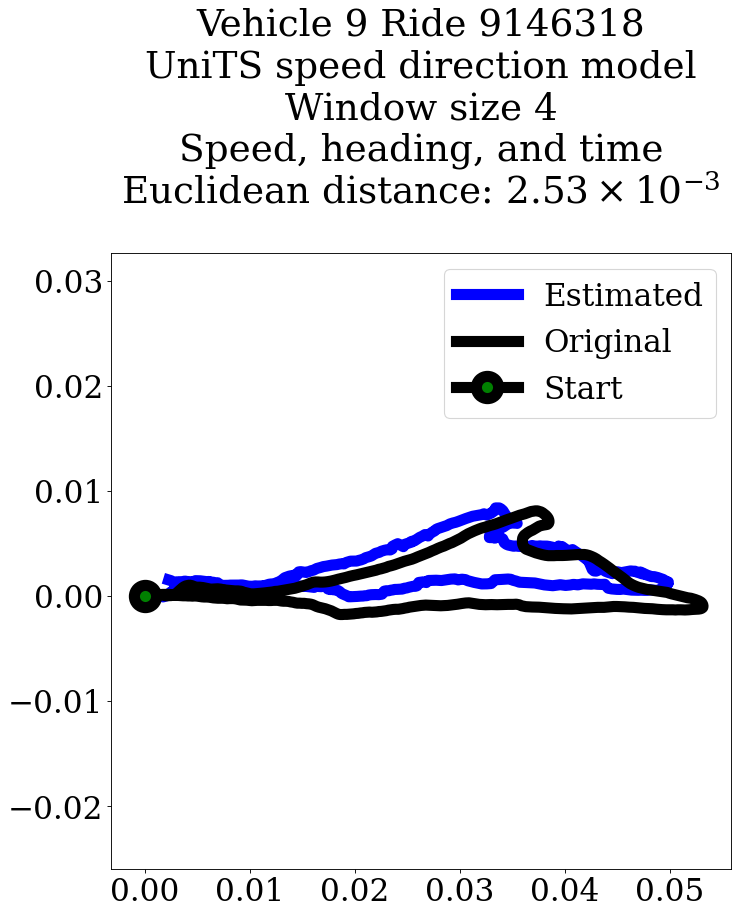 Vehicle 9 Ride 9146318
UniTS speed direction model
Window size 4
Speed, heading, and time
Euclidean distance: 2.53 × 10⁻³
Estimated
Original
Start
0.03
0.02
0.01
0.00
−0.01
−0.02
0.00 0.01 0.02 0.03 0.04 0.05